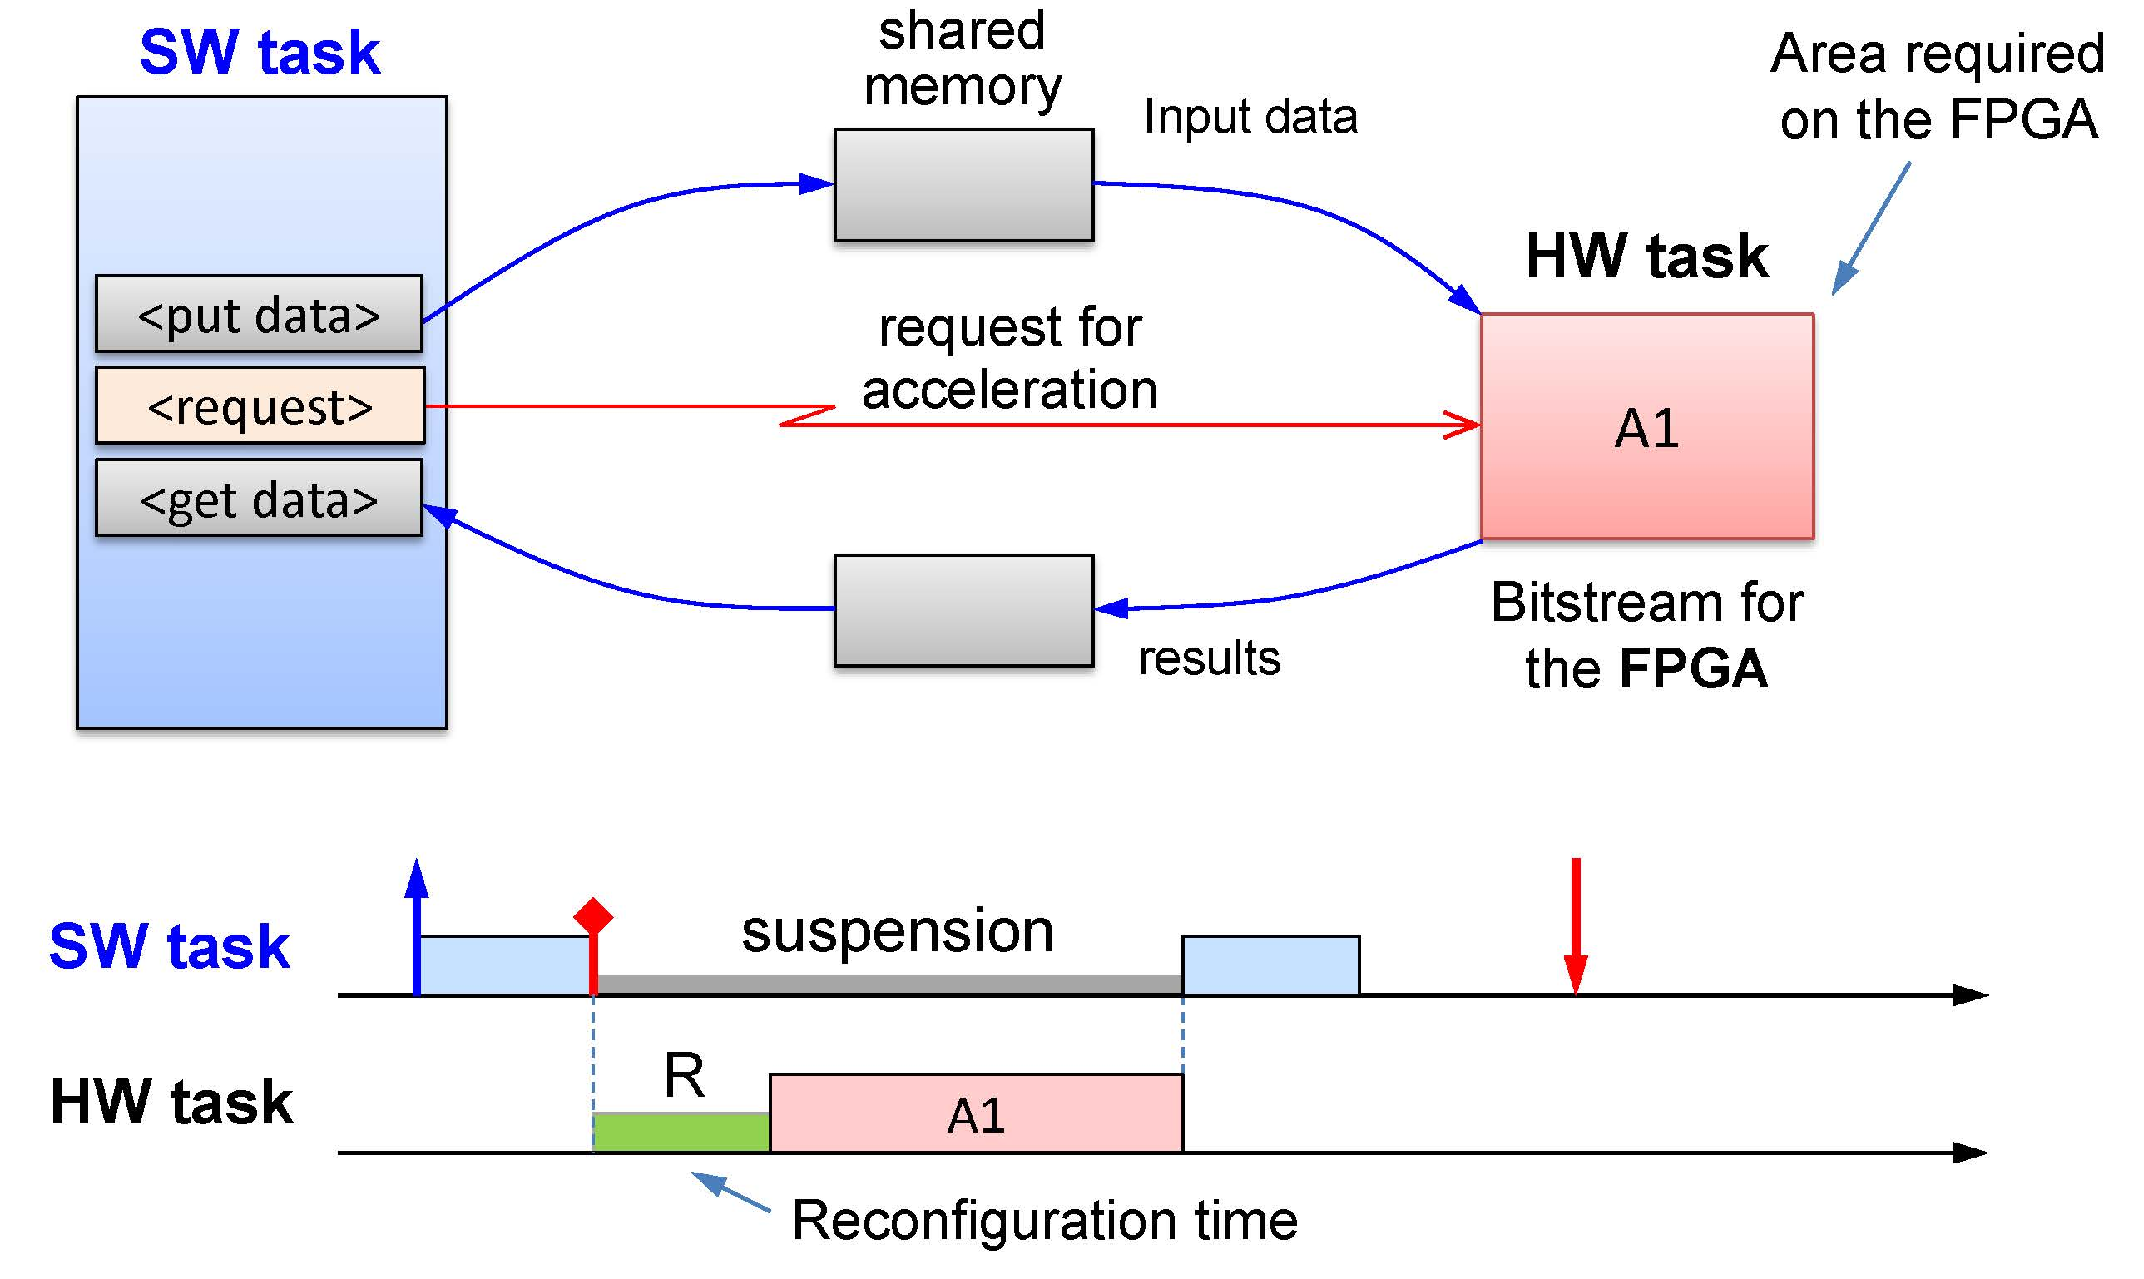 SW task
shared
memory
Input data
Area required
on the FPGA
HW task
<put data>
request for
acceleration
<request>
A1
<get data>
Bitstream for
the FPGA
results
suspension
SW task
R
HW task
A1
Reconfiguration time